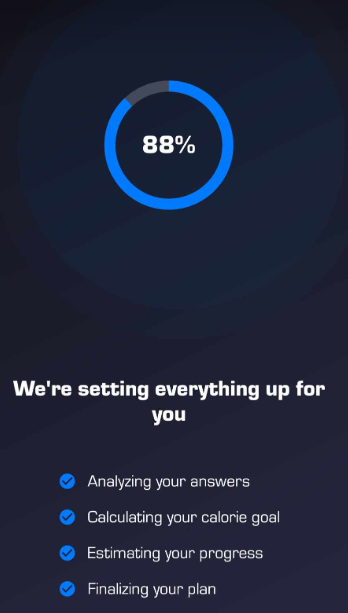 88%
We're setting everything up for
you
Analyzing your answers
Calculating your calorie goal
Estimating your progress
Finalizing your plan